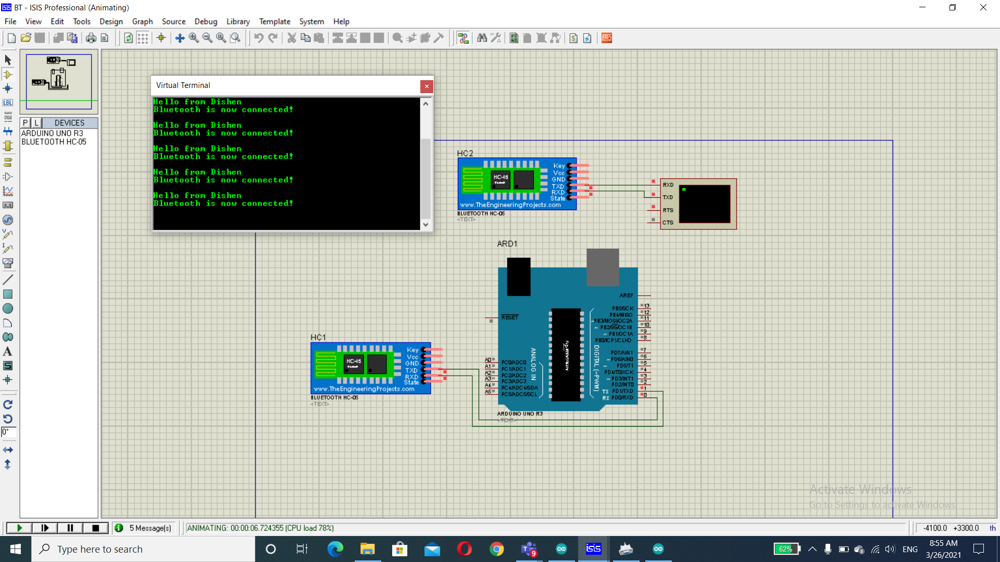 BT - ISIS Professional (Animating)
File View Edit Tools Design Graph Source Debug Library Template System Help
Virtual Terminal
Hello from Dishen
Bluetooth is now connected!
Hello from Dishen
Bluetooth is now connected!
Hello from Dishen
Bluetooth is now connected!
Hello from Dishen
Bluetooth is now connected!
Hello from Dishen
Bluetooth is now connected!
LBL
P L DEVICES
ARDUINO UNO R3
BLUETOOTH HC-05
ARES
HC2
HC-05
Key
Vcc
GND
TXD
RXD
State
www.TheEngineeringProjects.com
BLUETOOTH HC-05
<TEXT>
RXD
TXD
RTS
CTS
ARD1
AREF
RESET
13
PB5/SCK 12
PB4/MISO 11
~PB3/MOSI/OC2A 10
~ PB2/SS/OC1B 9
~ PB1/OC1A 8
PB0/ICP1/CLKO
7
PD7/AIN1 6
~ PD6/AIN0 5
~ PD5/T1 4
PD4/T0/XCK 3
~ PD3/INT1 2
PD2/INT0 1
TX PD1/TXD 0
RX PD0/RXD
DIGITAL (~PWM)
ANALOG IN
A0 PC0/ADC0
A1 PC1/ADC1
A2 PC2/ADC2
A3 PC3/ADC3
A4 PC4/ADC4/SDA
A5 PC5/ADC5/SCL
ARDUINO UNO R3
<TEXT>
HC1
HC-05
Key
Vcc
GND
TXD
RXD
State
www.TheEngineeringProjects.com
BLUETOOTH HC-05
<TEXT>
0°
Activate Windows
Go to Settings to activate Windows.
5 Message(s)
ANIMATING: 00:00:06.724355 (CPU load 78%)
-4100.0 +3300.0 th
Type here to search
9
isis
62%
ENG
8:55 AM
3/26/2021